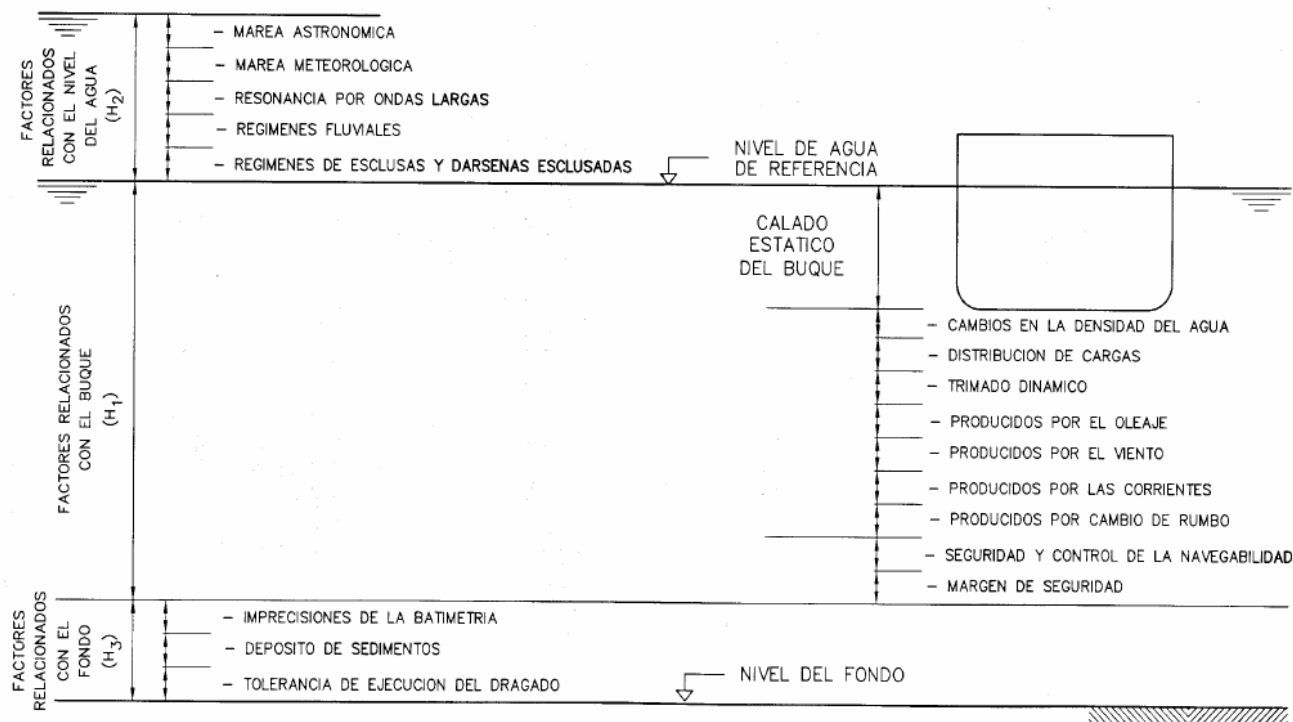 FACTORES
RELACIONADOS
CON EL NIVEL
DEL AGUA
(H2)
- MAREA ASTRONOMICA
- MAREA METEOROLOGICA
- RESONANCIA POR ONDAS LARGAS
- REGIMENES FLUVIALES
- REGIMENES DE ESCLUSAS Y DARSENAS ESCLUSADAS
NIVEL DE AGUA
DE REFERENCIA
FACTORES RELACIONADOS
CON EL BUQUE
(H1)
CALADO
ESTATICO
DEL BUQUE
- CAMBIOS EN LA DENSIDAD DEL AGUA
- DISTRIBUCION DE CARGAS
- TRIMADO DINAMICO
- PRODUCIDOS POR EL OLEAJE
- PRODUCIDOS POR EL VIENTO
- PRODUCIDOS POR LAS CORRIENTES
- PRODUCIDOS POR CAMBIO DE RUMBO
- SEGURIDAD Y CONTROL DE LA NAVEGABILIDAD
- MARGEN DE SEGURIDAD
FACTORES
RELACIONADOS
CON EL
FONDO
(H3)
- IMPRECISIONES DE LA BATIMETRIA
- DEPOSITO DE SEDIMENTOS
- TOLERANCIA DE EJECUCION DEL DRAGADO
NIVEL DEL FONDO